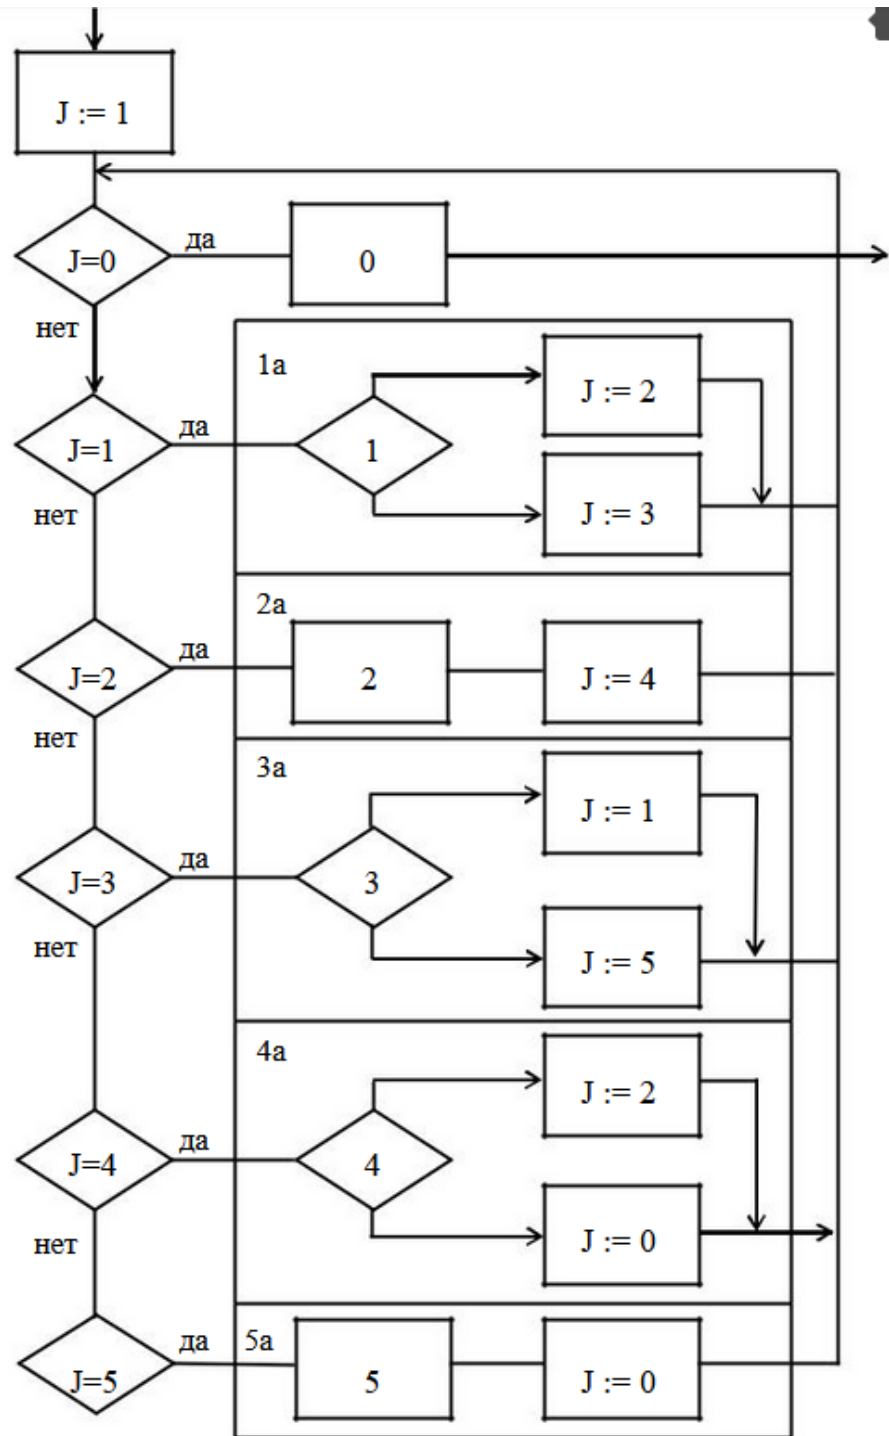 J := 1
J=0
да
0
нет
1а
J := 2
J=1
да
1
J := 3
нет
2а
J=2
да
2
J := 4
нет
3а
J := 1
J=3
да
3
J := 5
нет
4а
J := 2
J=4
да
4
J := 0
нет
J=5
да
5а
5
J := 0